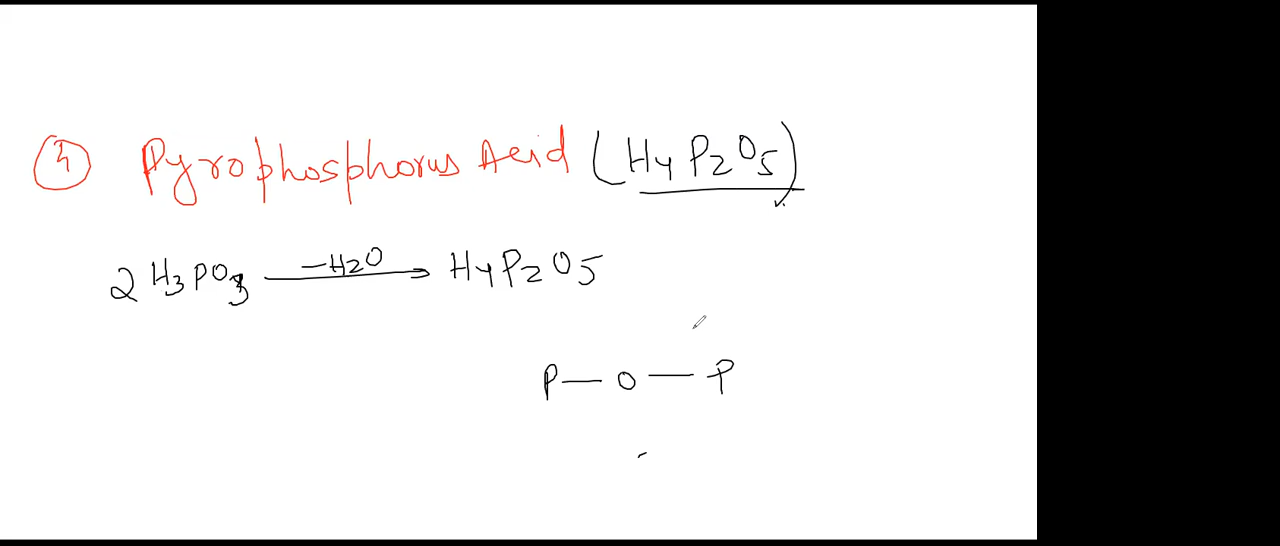 ④ Pyrophosphorus Acid (H4P2O5)
2 H3PO3 —H2O→ H4P2O5
P — O — P